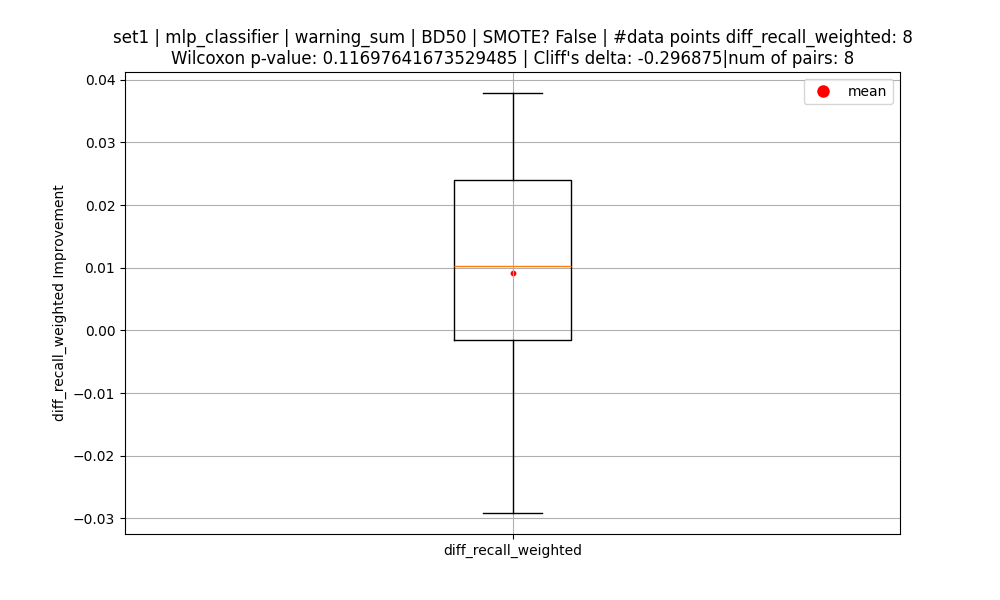 set1 | mlp_classifier | warning_sum | BD50 | SMOTE? False | #data points diff_recall_weighted: 8
Wilcoxon p-value: 0.11697641673529485 | Cliff's delta: -0.296875|num of pairs: 8
mean
0.04
0.03
0.02
0.01
0.00
−0.01
−0.02
−0.03
diff_recall_weighted Improvement
diff_recall_weighted